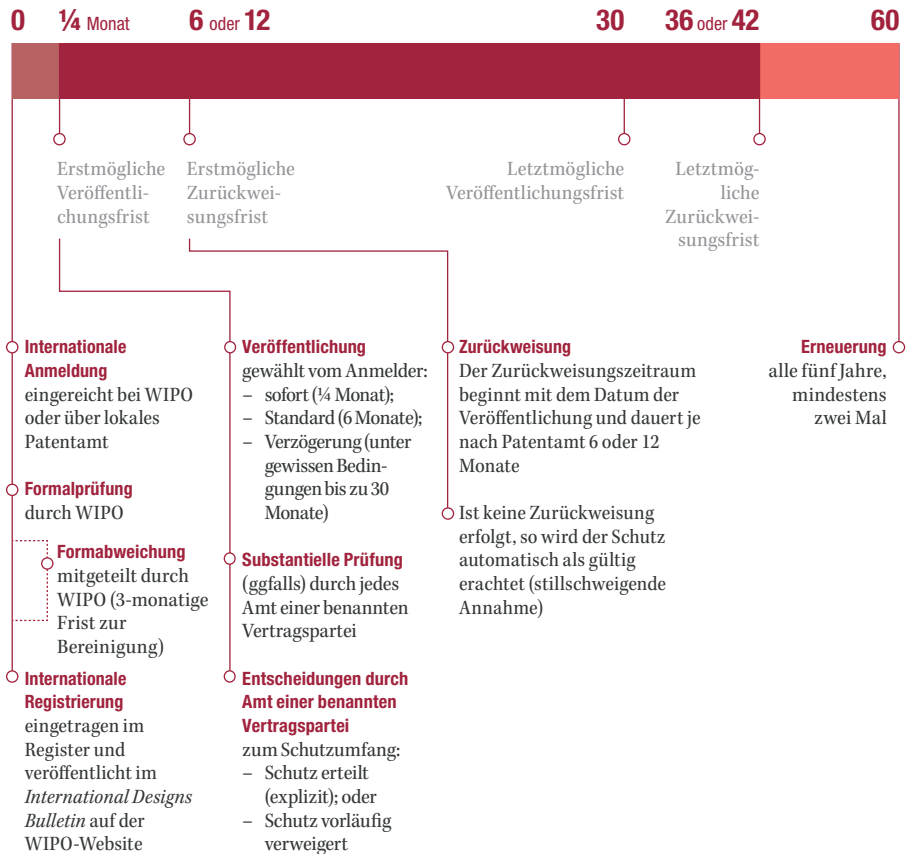 0 ¼ Monat 6 oder 12 30 36 oder 42 60
Erstmögliche
Veröffentli-
chungsfrist
Erstmögliche
Zurückwei-
sungsfrist
Letztmögliche
Veröffentlichungsfrist
Letztmög-
liche
Zurückwei-
sungsfrist
Internationale
Anmeldung
eingereicht bei WIPO
oder über lokales
Patentamt
Formalprüfung
durch WIPO
Formabweichung
mitgeteilt durch
WIPO (3-monatige
Frist zur
Bereinigung)
Internationale
Registrierung
eingetragen im
Register und
veröffentlicht im
International Designs
Bulletin auf der
WIPO-Website
Veröffentlichung
gewählt vom Anmelder:
– sofort (¼ Monat);
– Standard (6 Monate);
– Verzögerung (unter
gewissen Bedin-
gungen bis zu 30
Monate)
Substantielle Prüfung
(ggfalls) durch jedes
Amt einer benannten
Vertragspartei
Entscheidungen durch
Amt einer benannten
Vertragspartei
zum Schutzumfang:
– Schutz erteilt
(explizit); oder
– Schutz vorläufig
verweigert
Zurückweisung
Der Zurückweisungszeitraum
beginnt mit dem Datum der
Veröffentlichung und dauert je
nach Patentamt 6 oder 12
Monate
Ist keine Zurückweisung
erfolgt, so wird der Schutz
automatisch als gültig
erachtet (stillschweigende
Annahme)
Erneuerung
alle fünf Jahre,
mindestens
zwei Mal